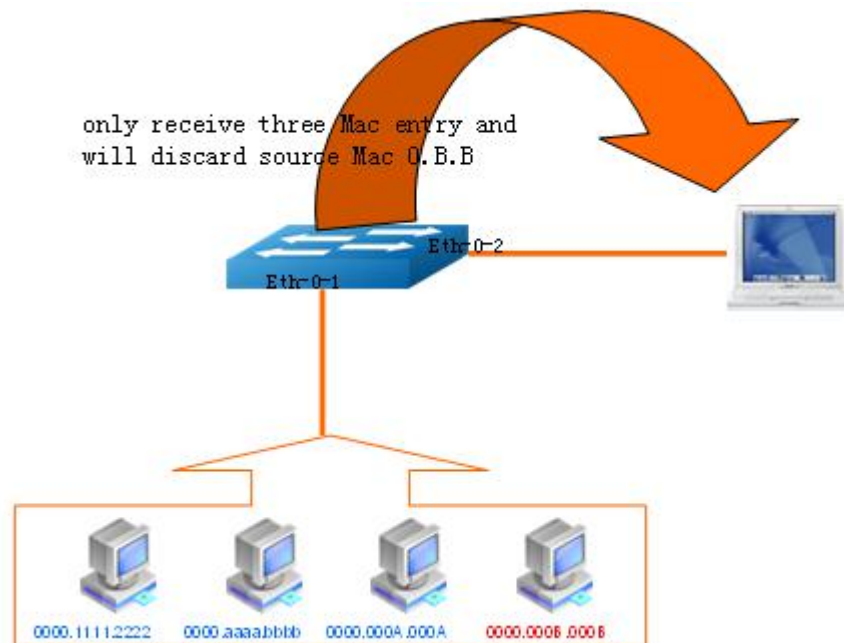 only receive three Mac entry and
will discard source Mac 0.B.B
Eth-0-2
Eth-0-1
0000.1111.2222 0000.aaaa.bbbb 0000.000A.000A 0000.000B.000B